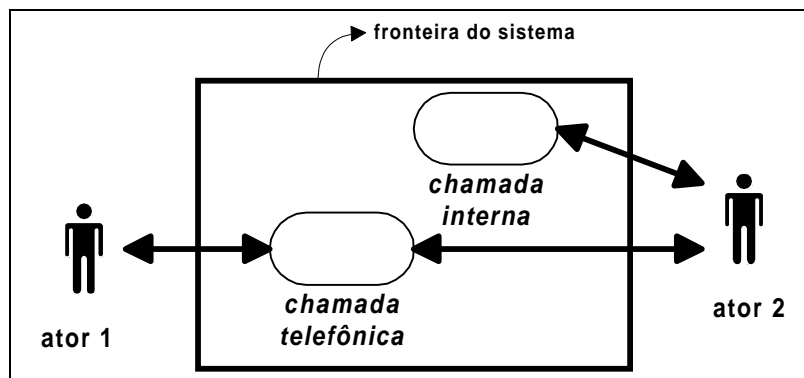 fronteira do sistema
chamada
interna
chamada
telefônica
ator 1
ator 2